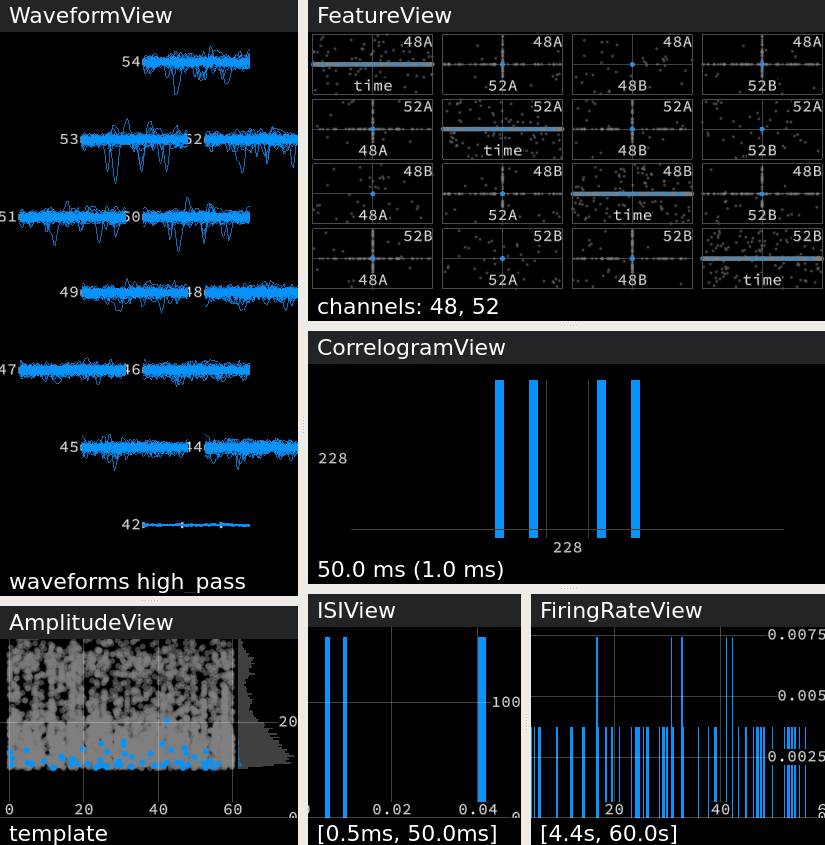 WaveformView
54
53 52
51 50
49 48
47 46
45 44
42
waveforms high_pass
FeatureView
48A 48A 48A 48A
time 52A 48B 52B
52A 52A 52A 52A
48A time 48B 52B
48B 48B 48B 48B
48A 52A time 52B
52B 52B 52B 52B
48A 52A 48B time
channels: 48, 52
CorrelogramView
228
228
50.0 ms (1.0 ms)
AmplitudeView
20
0 20 40 60 0
template
ISIView
100
0.02 0.04 0
[0.5ms, 50.0ms]
FiringRateView
0.0075
0.005
0.0025
20 40
[4.4s, 60.0s]